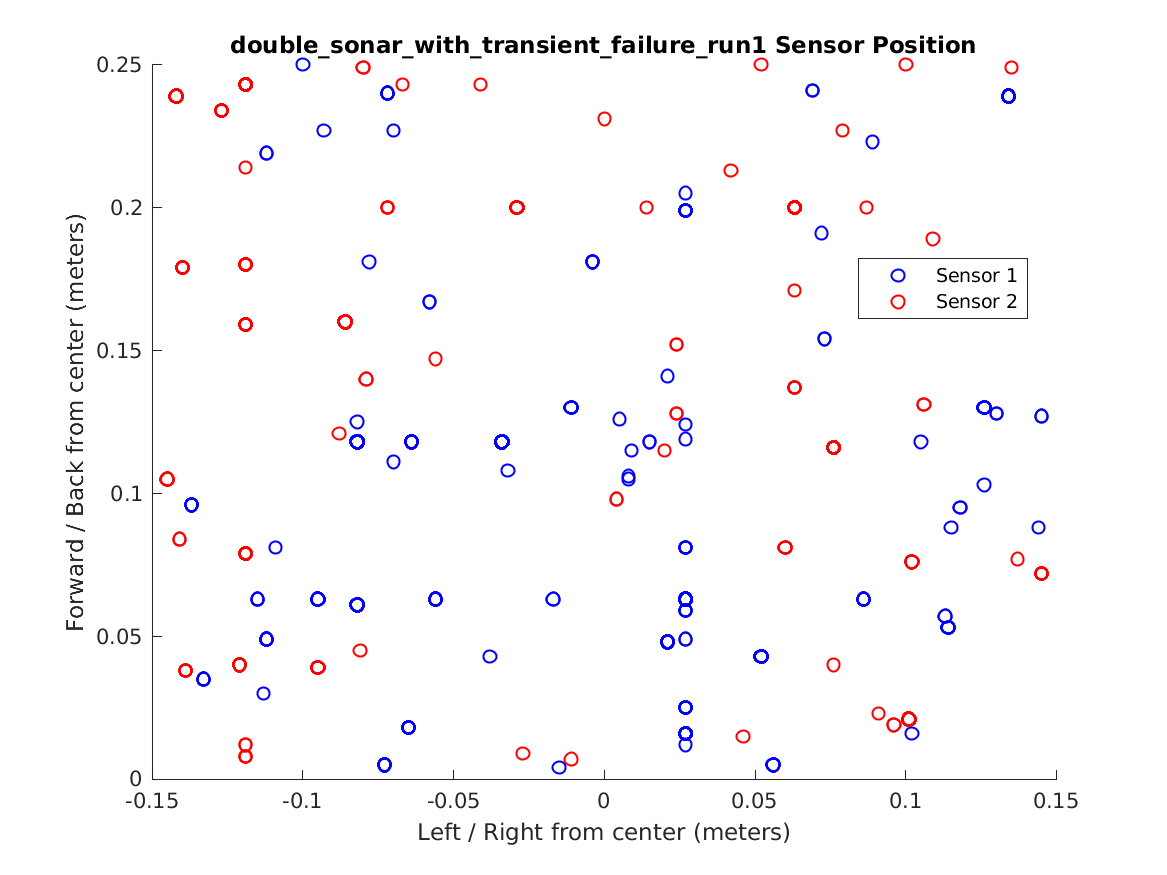 double_sonar_with_transient_failure_run1 Sensor Position
0.25
0.2
0.15
0.1
0.05
0
Forward / Back from center (meters)
Sensor 1
Sensor 2
-0.15 -0.1 -0.05 0 0.05 0.1 0.15
Left / Right from center (meters)